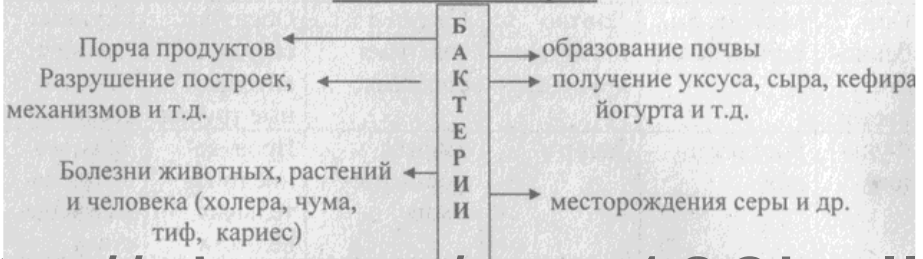 Порча продуктов
Разрушение построек,
механизмов и т.д.
Болезни животных, растений
и человека (холера, чума,
тиф, кариес)
БАКТЕРИИ
образование почвы
получение уксуса, сыра, кефира
йогурта и т.д.
месторождения серы и др.